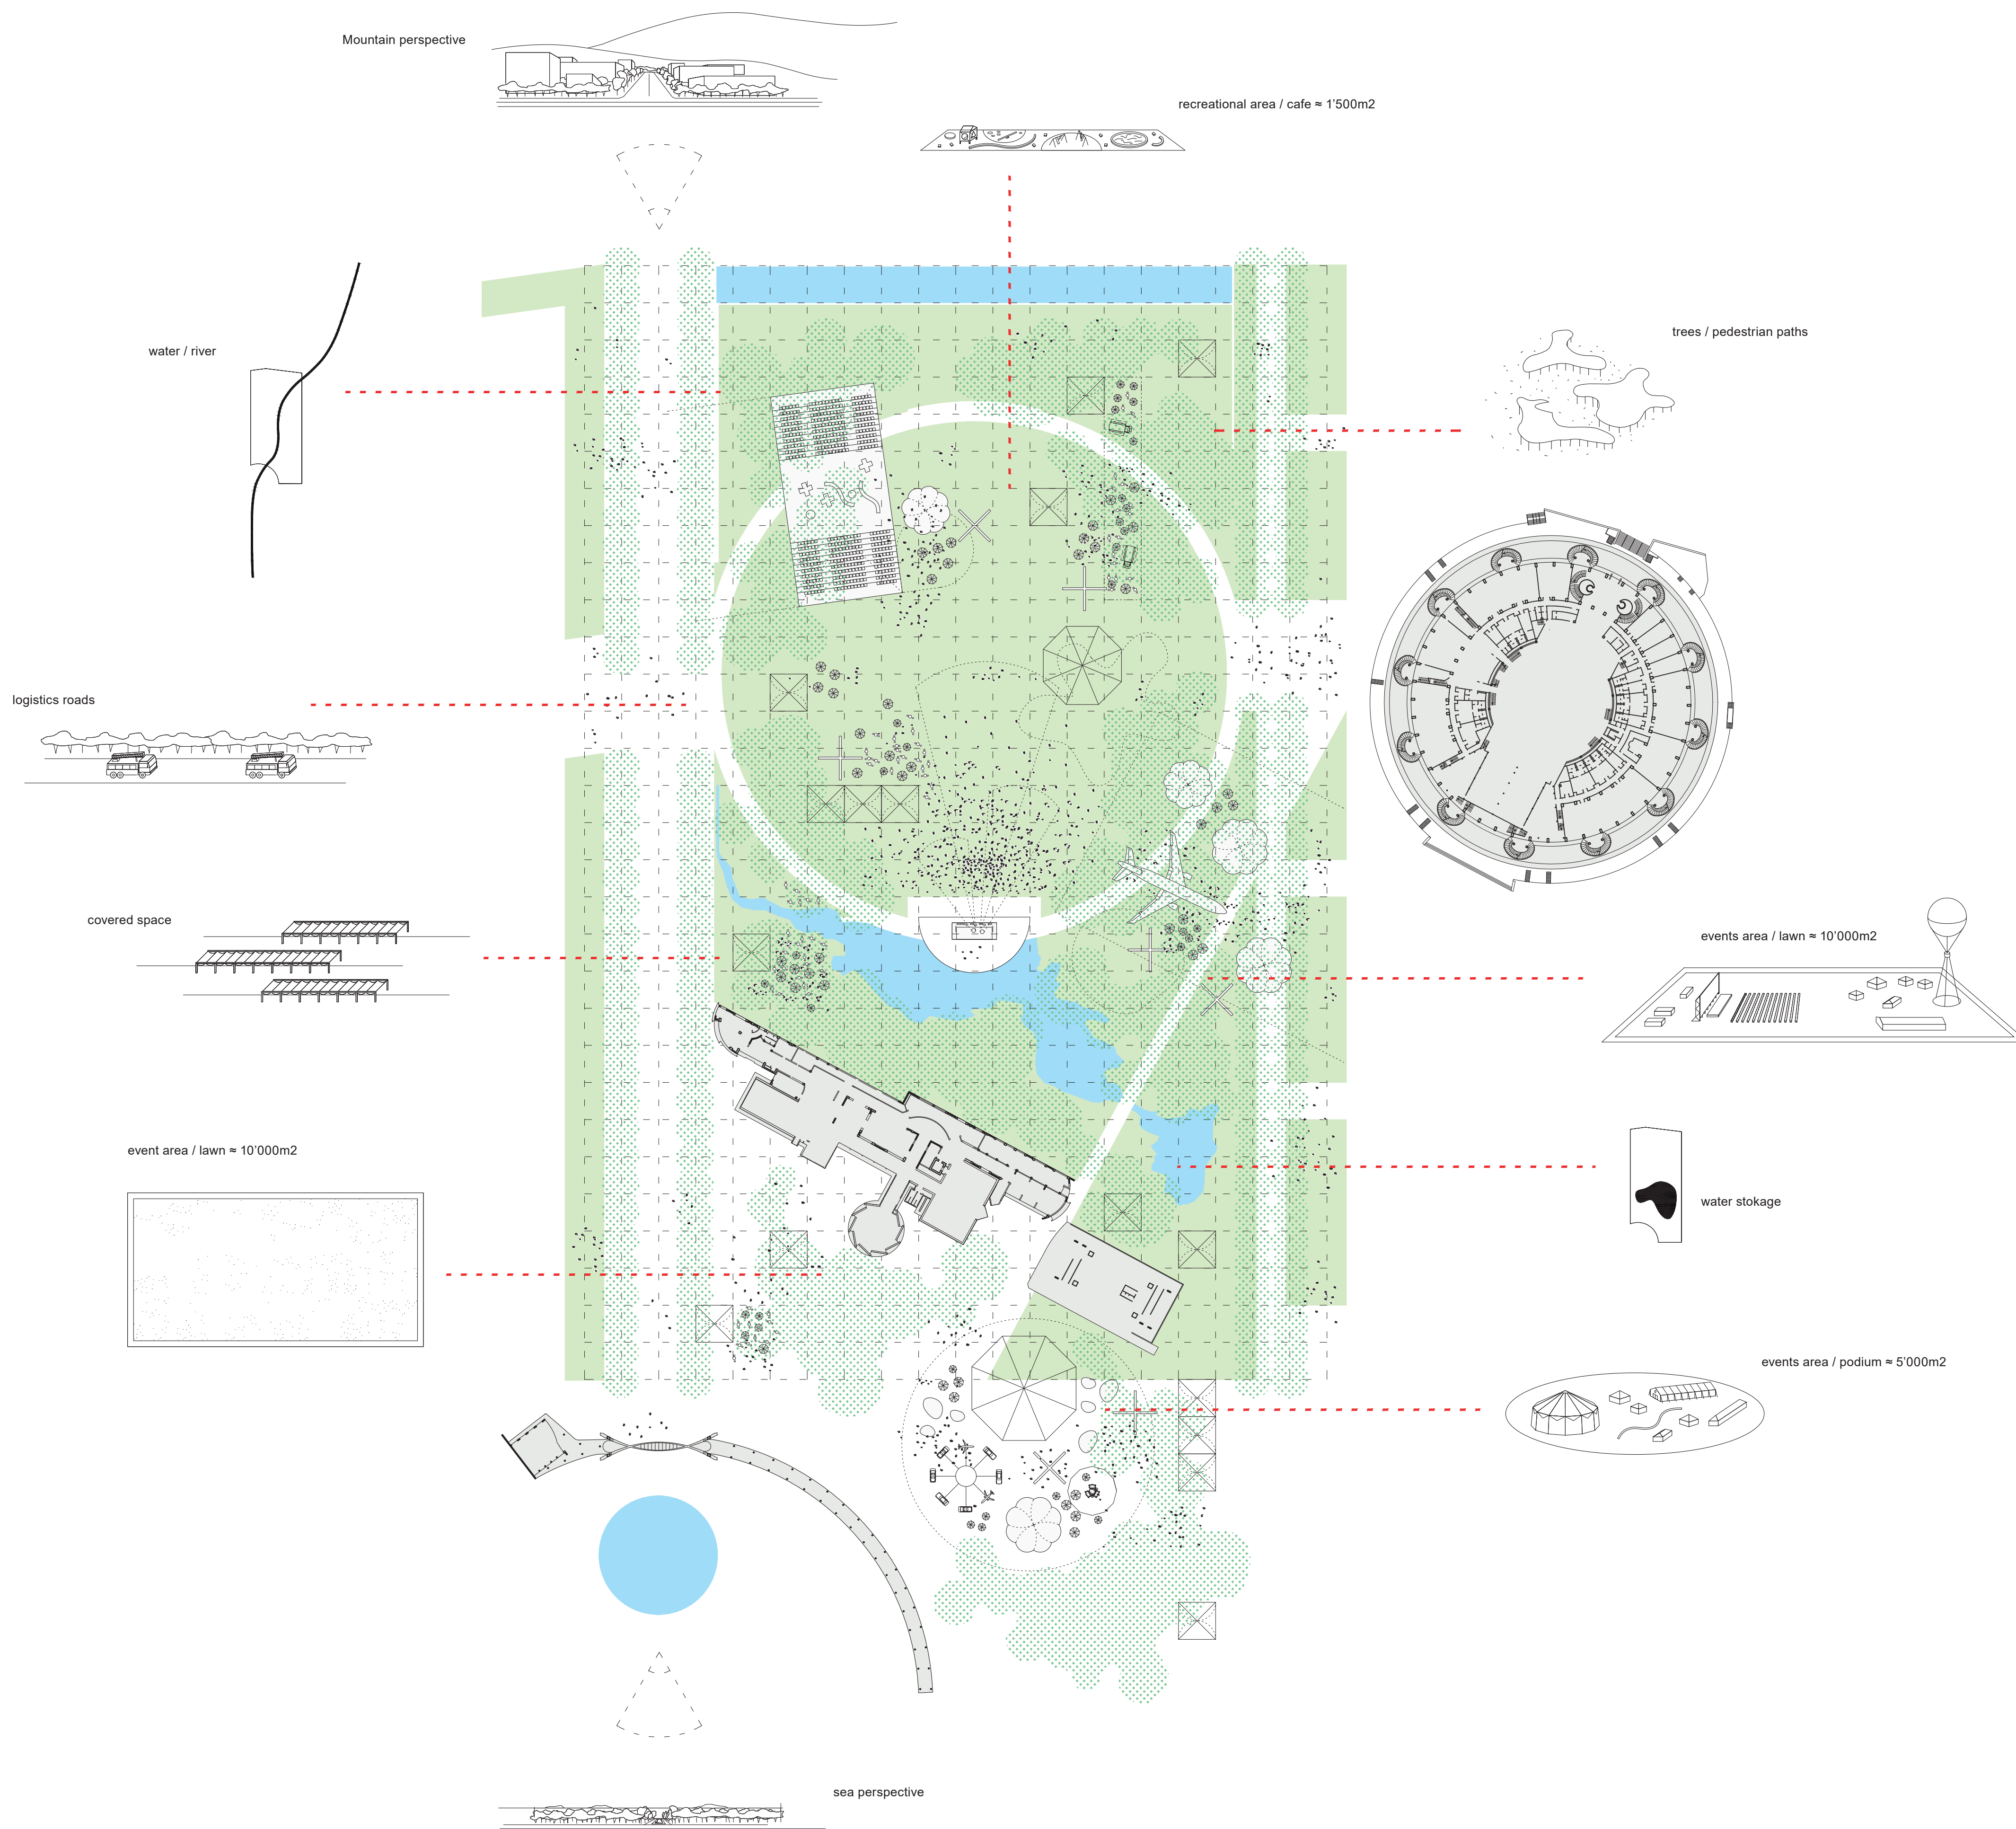 Mountain perspective
recreational area / cafe ≈ 1'500m2
water / river
trees / pedestrian paths
logistics roads
covered space
events area / lawn ≈ 10'000m2
event area / lawn ≈ 10'000m2
water stokage
events area / podium ≈ 5'000m2
sea perspective